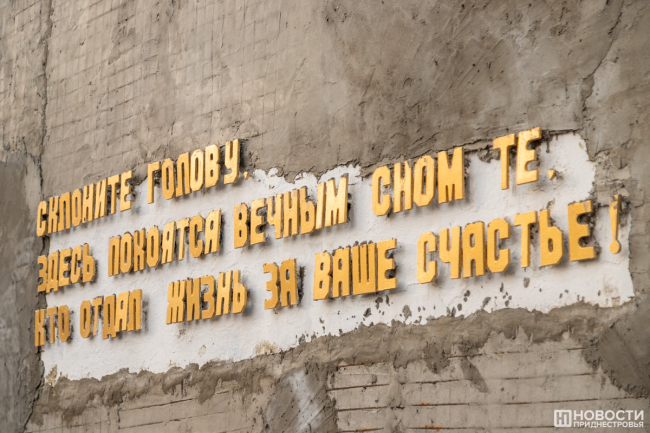 СКЛОНИТЕ ГОЛОВУ,
ЗДЕСЬ ПОКОЯТСЯ ВЕЧНЫМ СНОМ ТЕ,
КТО ОТДАЛ ЖИЗНЬ ЗА ВАШЕ СЧАСТЬЕ!
НОВОСТИ
ПРИДНЕСТРОВЬЯ